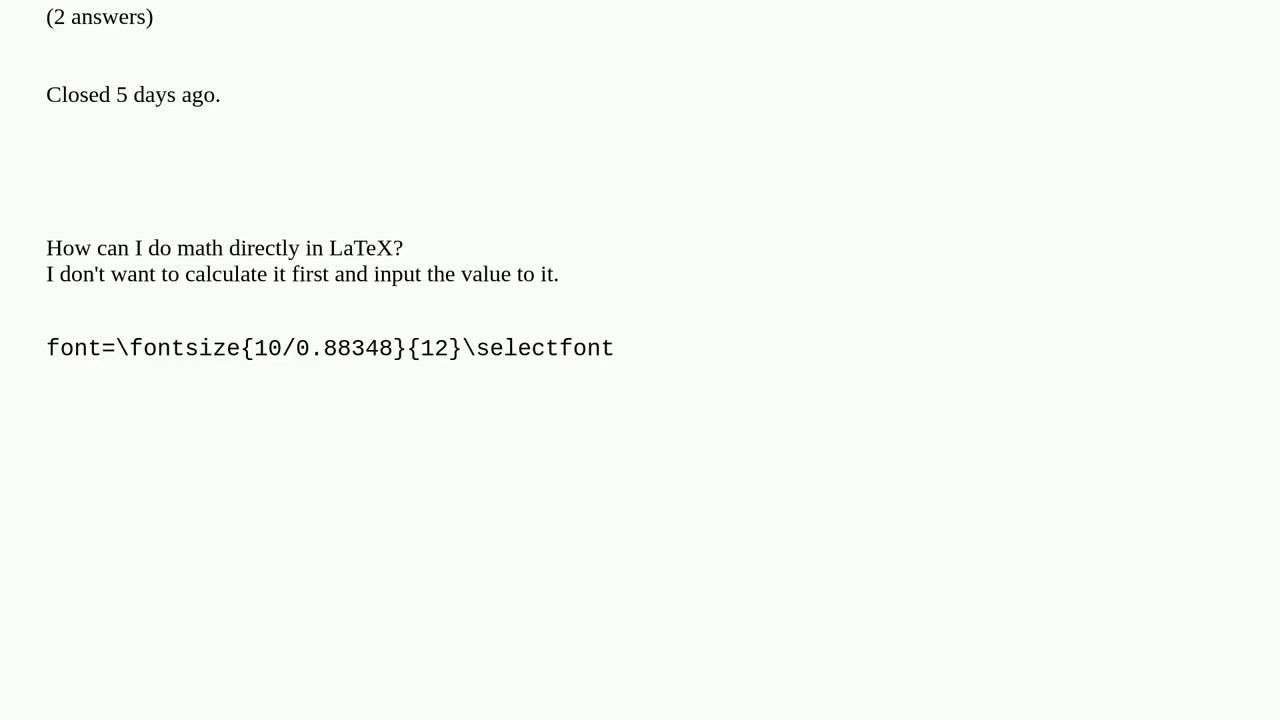 (2 answers)
Closed 5 days ago.
How can I do math directly in LaTeX?
I don't want to calculate it first and input the value to it.
font=\fontsize{10/0.88348}{12}\selectfont